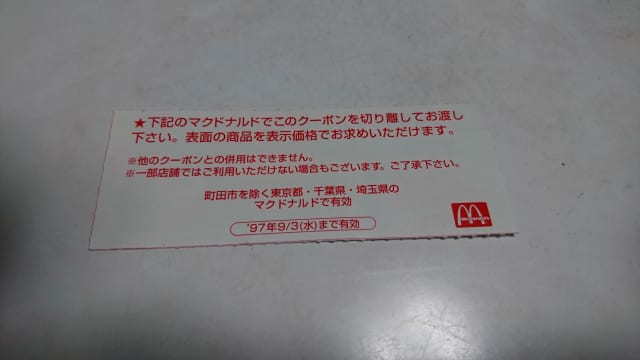 ★下記のマクドナルドでこのクーポンを切り離してお渡し
下さい。表面の商品を表示価格でお求めいただけます。
※他のクーポンとの併用はできません。
※一部店舗ではご利用いただけない場合もございます。ご了承下さい。
町田市を除く東京都・千葉県・埼玉県の
マクドナルドで有効
'97年9/3(水)まで有効
McDonald's